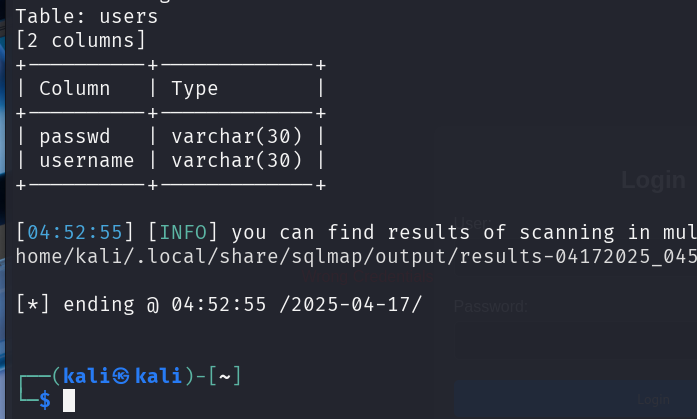 Table: users
[2 columns]
+----------+-------------+
| Column   | Type        |
+----------+-------------+
| passwd   | varchar(30) |
| username | varchar(30) |
+----------+-------------+
[04:52:55] [INFO] you can find results of scanning in mul
home/kali/.local/share/sqlmap/output/results-04172025_045
[*] ending @ 04:52:55 /2025-04-17/
┌──(kali㉿kali)-[~]
└─$
Login
User:
Password:
Login